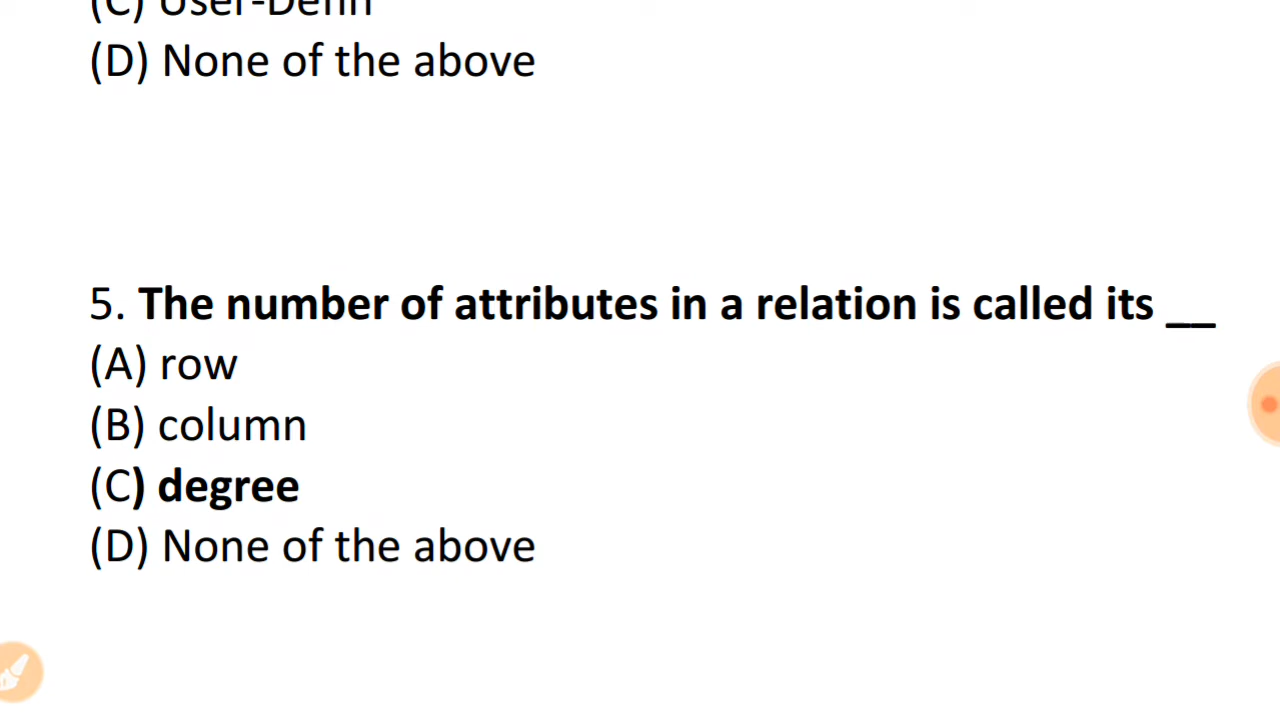 (C) User-Defin
(D) None of the above
5. The number of attributes in a relation is called its __
(A) row
(B) column
(C) degree
(D) None of the above